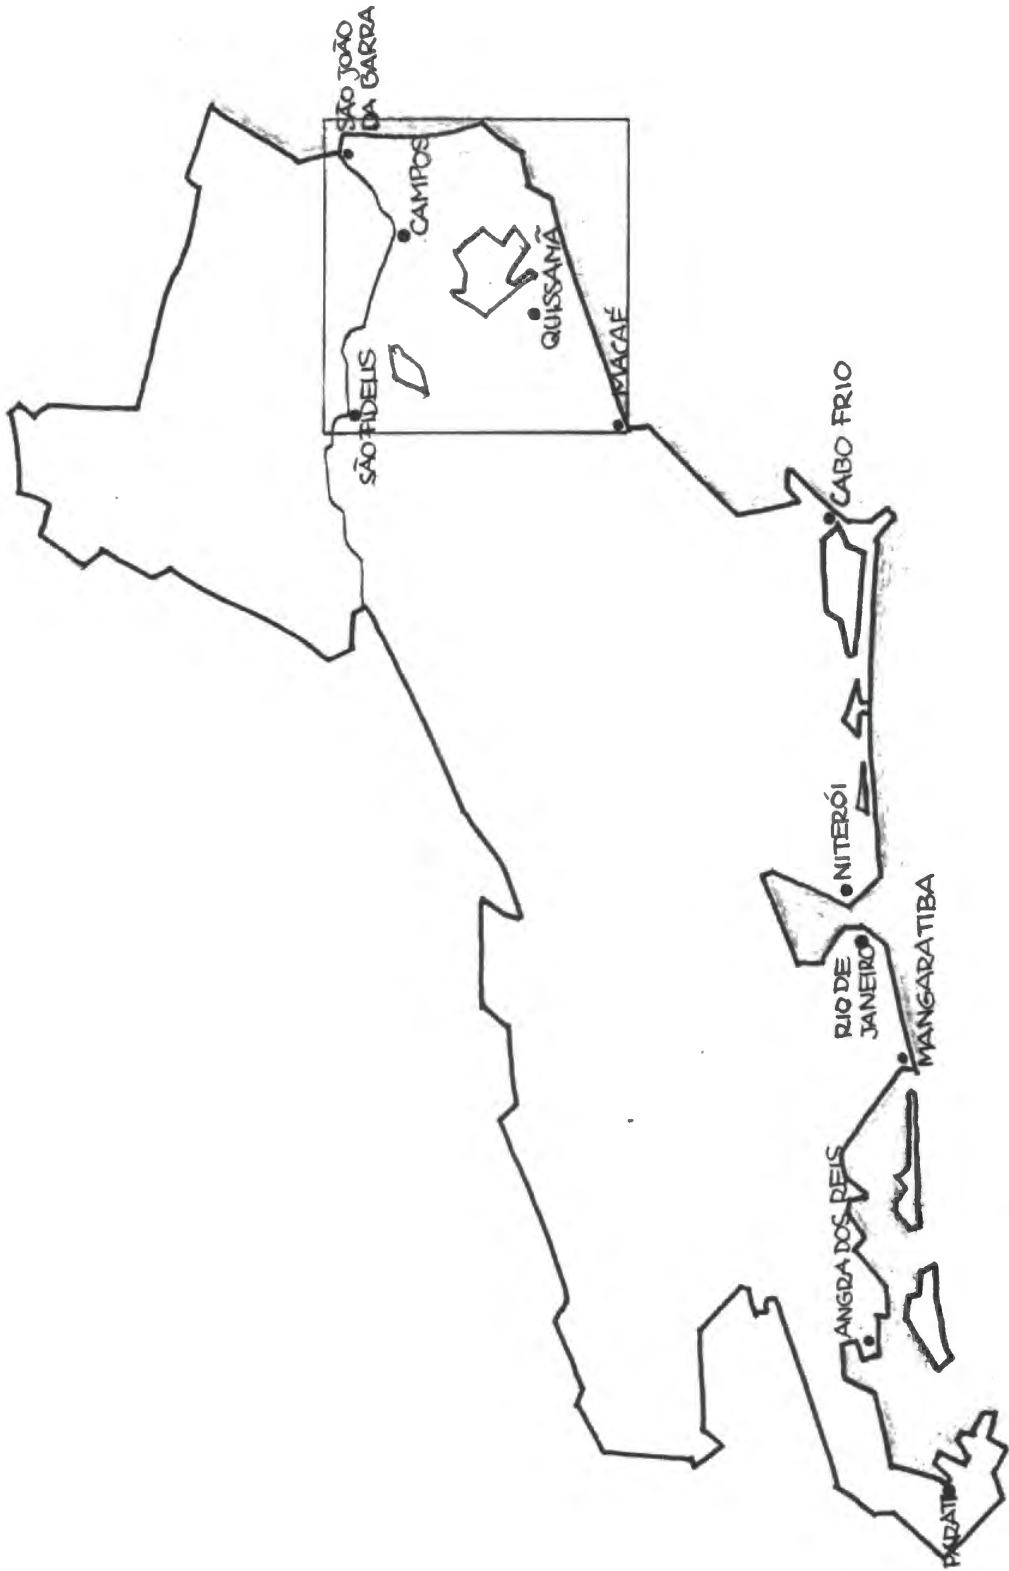 SÃO JOÃO
DA BARRA
CAMPOS
SÃO FIDELIS
QUISSAMÃ
MACAÉ
CABO FRIO
NITERÓI
RIO DE
JANEIRO
MANGARATIBA
ANGRA DOS REIS
PARATI